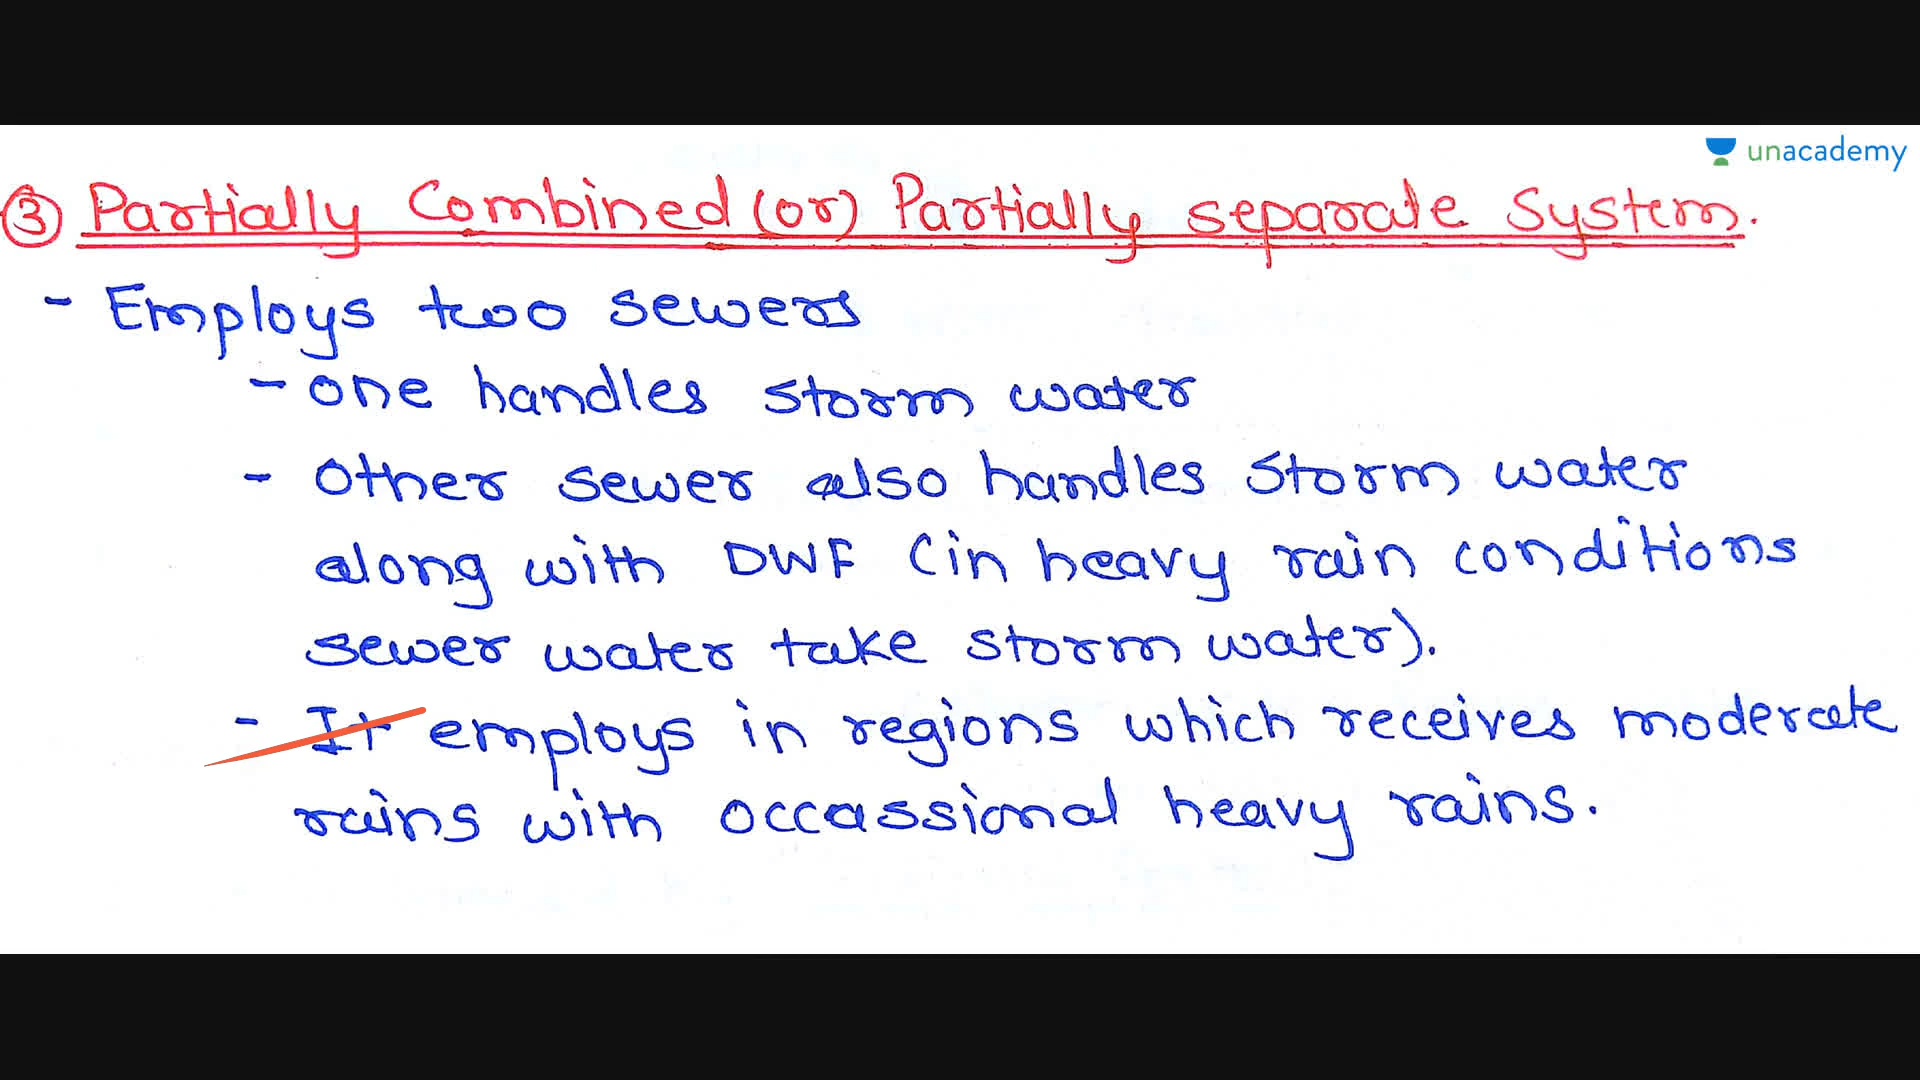 unacademy
③ Partially Combined (or) Partially separate System.
- Employs two sewers
- one handles storm water
- Other sewer also handles storm water
along with DWF (in heavy rain conditions
sewer water take storm water).
- It employs in regions which receives moderate
rains with occassional heavy rains.